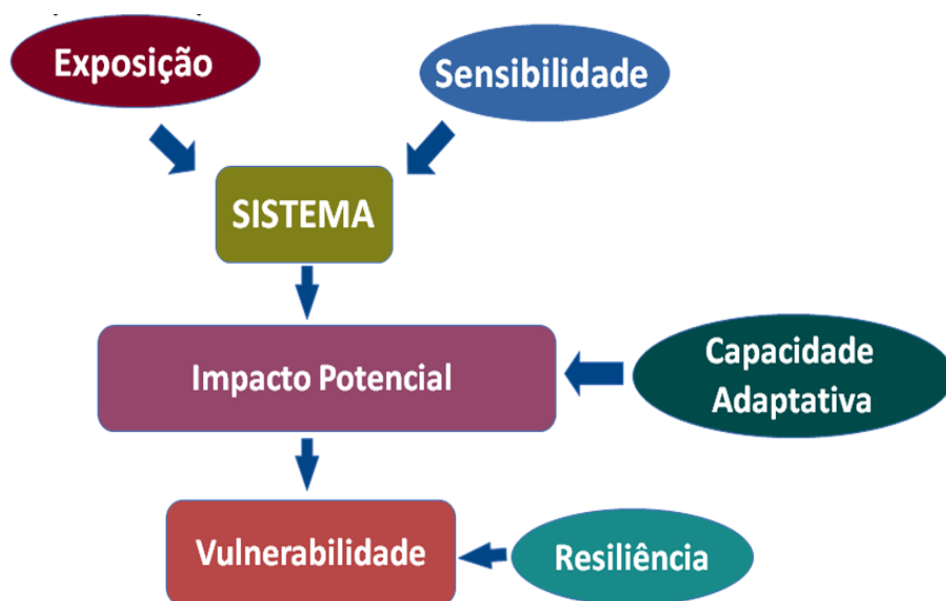 Exposição
Sensibilidade
SISTEMA
Impacto Potencial
Capacidade
Adaptativa
Vulnerabilidade
Resiliência